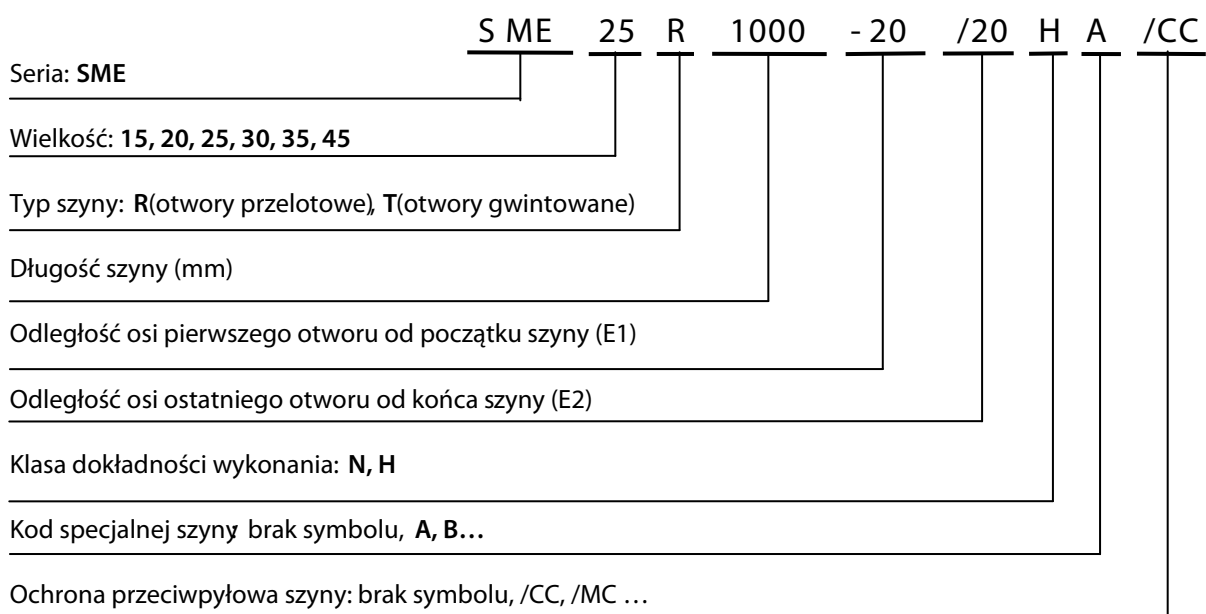 S ME 25 R 1000 - 20 /20 H A /CC
Seria: SME
Wielkość: 15, 20, 25, 30, 35, 45
Typ szyny: R(otwory przelotowe), T(otwory gwintowane)
Długość szyny (mm)
Odległość osi pierwszego otworu od początku szyny (E1)
Odległość osi ostatniego otworu od końca szyny (E2)
Klasa dokładności wykonania: N, H
Kod specjalnej szyny: brak symbolu, A, B...
Ochrona przeciwpyłowa szyny: brak symbolu, /CC, /MC ...